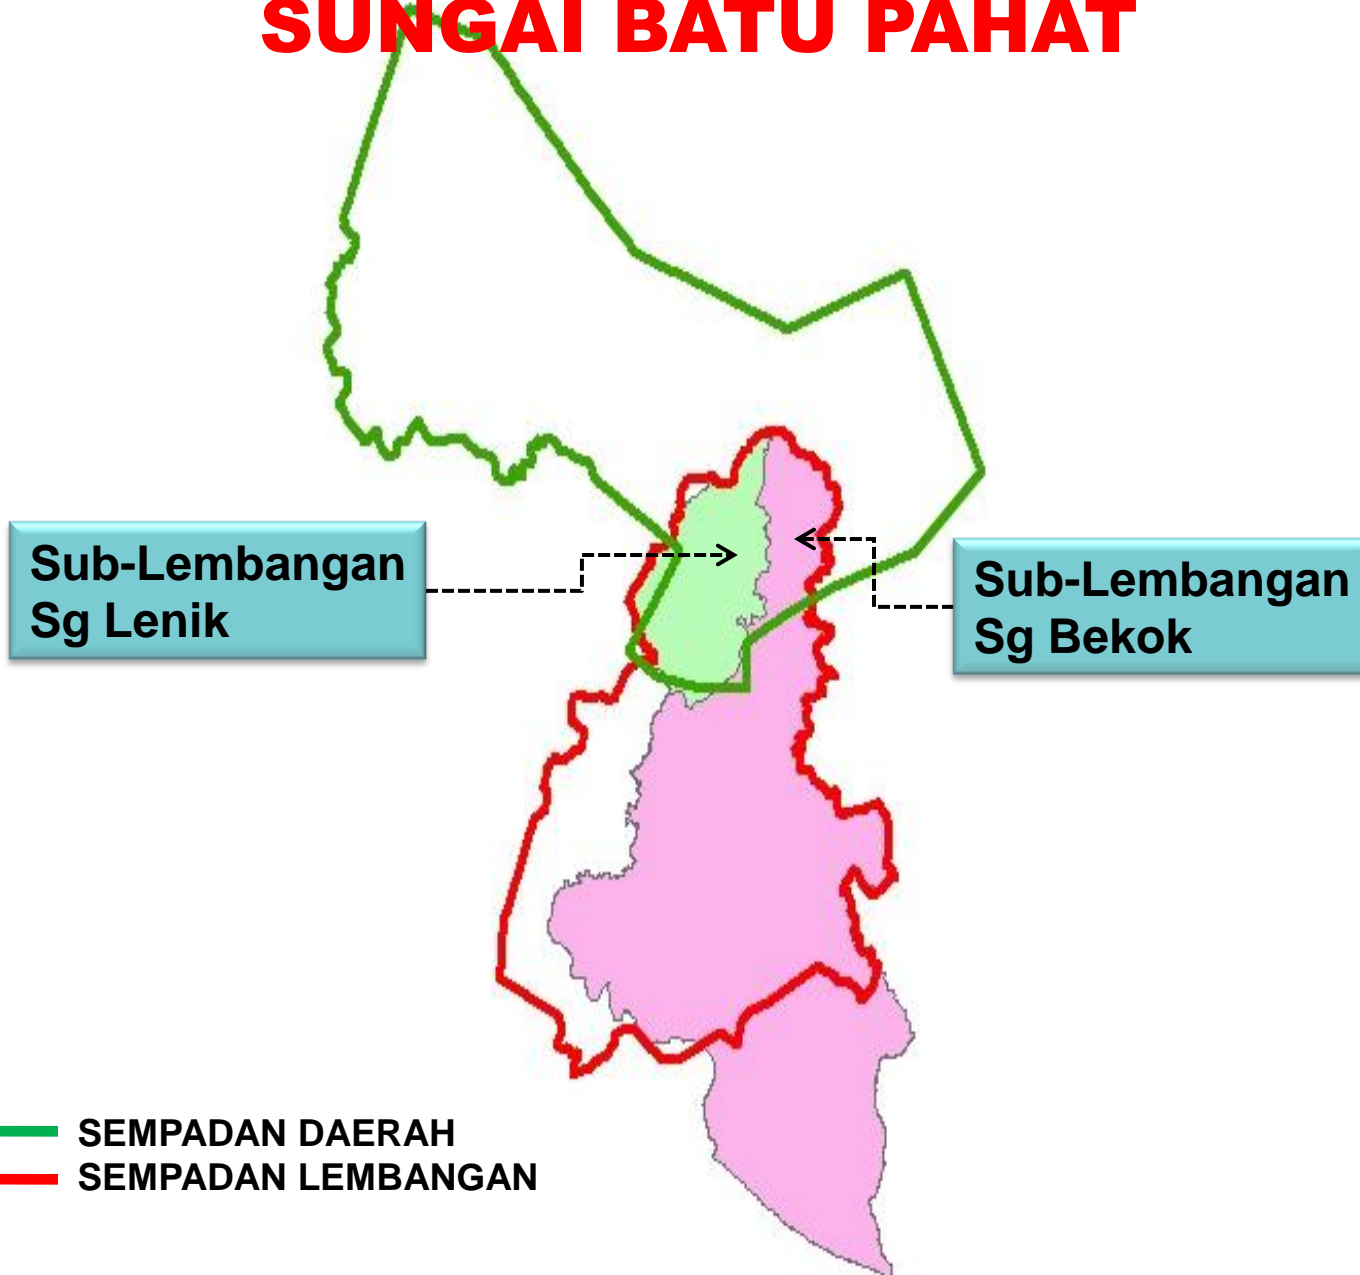 SUNGAI BATU PAHAT
Sub-Lembangan
Sg Lenik
Sub-Lembangan
Sg Bekok
SEMPADAN DAERAH
SEMPADAN LEMBANGAN